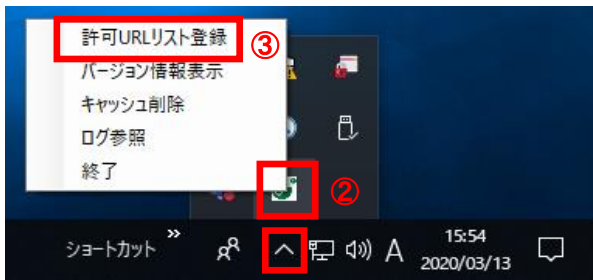 許可URLリスト登録
③
バージョン情報表示
キャッシュ削除
ログ参照
終了
②
ショートカット
»
A
15:54
2020/03/13